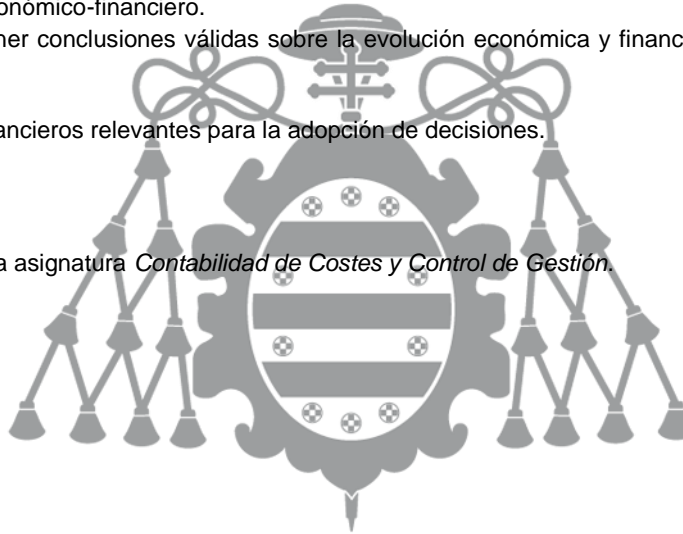 onómico-financiero.
ner conclusiones válidas sobre la evolución económica y financ
ancieros relevantes para la adopción de decisiones.
a asignatura Contabilidad de Costes y Control de Gestión.